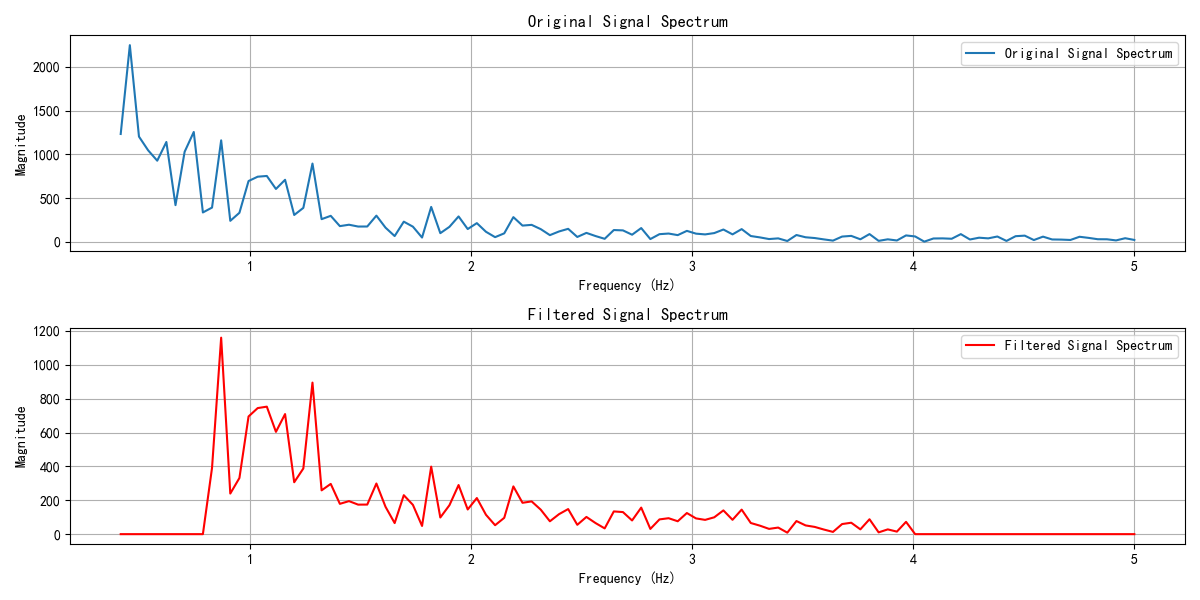 Original Signal Spectrum
Magnitude
2000
1500
1000
500
0
Original Signal Spectrum
1 2 3 4 5
Frequency (Hz)
Filtered Signal Spectrum
Magnitude
1200
1000
800
600
400
200
0
Filtered Signal Spectrum
1 2 3 4 5
Frequency (Hz)